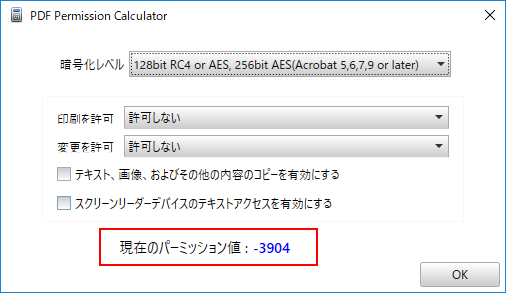 PDF Permission Calculator
暗号化レベル 128bit RC4 or AES, 256bit AES(Acrobat 5,6,7,9 or later)
印刷を許可 許可しない
変更を許可 許可しない
テキスト、画像、およびその他の内容のコピーを有効にする
スクリーンリーダーデバイスのテキストアクセスを有効にする
現在のパーミッション値 : -3904
OK